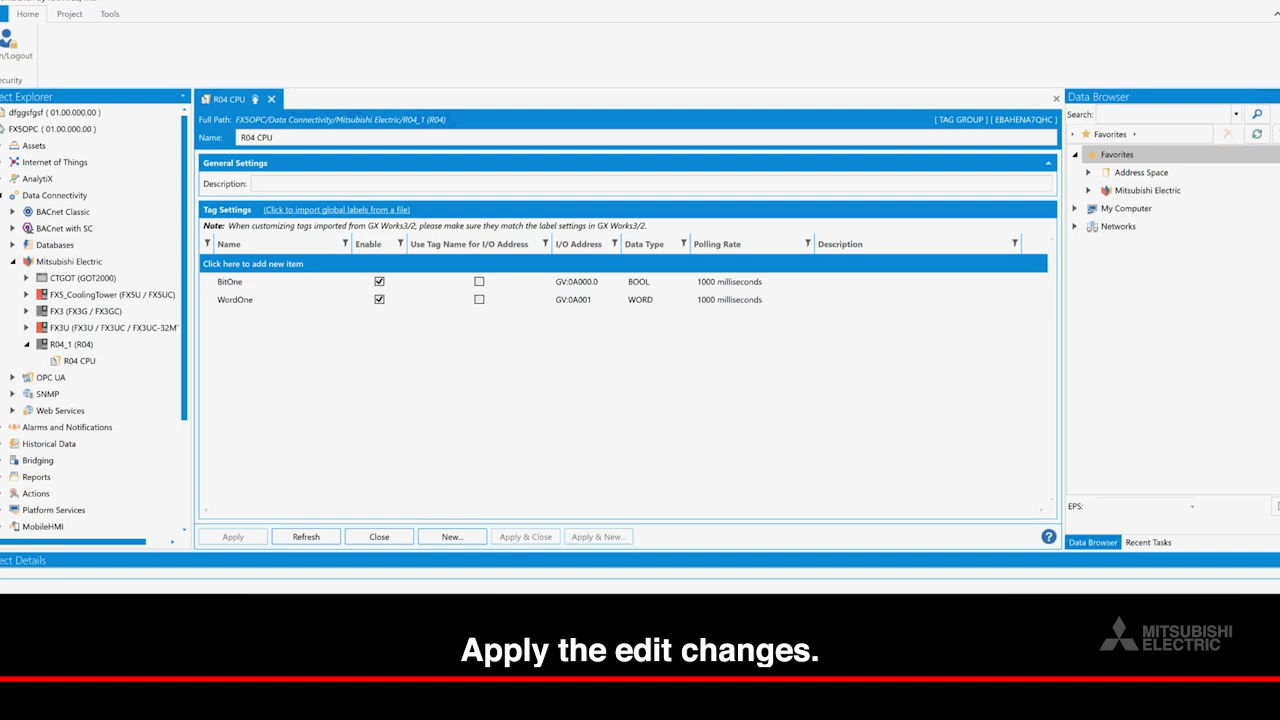 Home Project Tools
n/Logout
ecurity
ect Explorer
dfggsfgsf ( 01.00.000.00 )
FX5OPC ( 01.00.000.00 )
Assets
Internet of Things
AnalytiX
Data Connectivity
BACnet Classic
BACnet with SC
Databases
Mitsubishi Electric
CTGOT (GOT2000)
FX5_CoolingTower (FX5U / FX5UC)
FX3 (FX3G / FX3GC)
FX3U (FX3U / FX3UC / FX3UC-32M
R04_1 (R04)
R04 CPU
OPC UA
SNMP
Web Services
Alarms and Notifications
Historical Data
Bridging
Reports
Actions
Platform Services
MobileHMI
ect Details
R04 CPU
Full Path: FX5OPC/Data Connectivity/Mitsubishi Electric/R04_1 (R04) [ TAG GROUP ] [ EBAHENA7QHC ]
Name: R04 CPU
General Settings
Description:
Tag Settings (Click to import global labels from a file)
Note: When customizing tags imported from GX Works3/2, please make sure they match the label settings in GX Works3/2.
Name Enable Use Tag Name for I/O Address I/O Address Data Type Polling Rate Description
Click here to add new item
BitOne GV:0A000.0 BOOL 1000 milliseconds
WordOne GV:0A001 WORD 1000 milliseconds
Apply Refresh Close New... Apply & Close Apply & New...
Data Browser
Search:
Favorites
Favorites
Address Space
Mitsubishi Electric
My Computer
Networks
EPS:
Data Browser Recent Tasks
Apply the edit changes.
MITSUBISHI
ELECTRIC